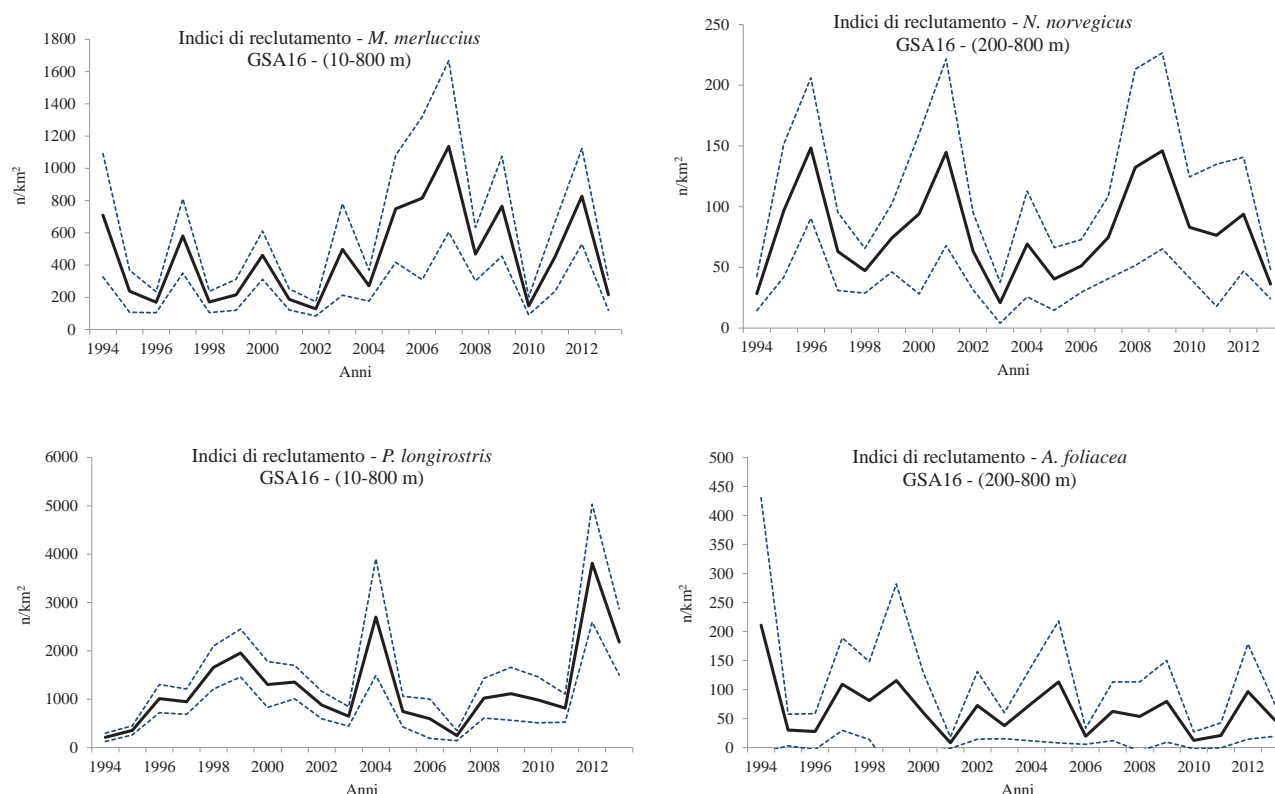 Indici di reclutamento - M. merluccius
GSA16 - (10-800 m)
1800
1600
1400
1200
1000
800
600
400
200
0
n/km²
1994 1996 1998 2000 2002 2004 2006 2008 2010 2012
Anni
Indici di reclutamento - N. norvegicus
GSA16 - (200-800 m)
250
200
150
100
50
0
n/km²
1994 1996 1998 2000 2002 2004 2006 2008 2010 2012
Anni
Indici di reclutamento - P. longirostris
GSA16 - (10-800 m)
6000
5000
4000
3000
2000
1000
0
n/km²
1994 1996 1998 2000 2002 2004 2006 2008 2010 2012
Anni
Indici di reclutamento - A. foliacea
GSA16 - (200-800 m)
500
450
400
350
300
250
200
150
100
50
0
n/km²
1994 1996 1998 2000 2002 2004 2006 2008 2010 2012
Anni